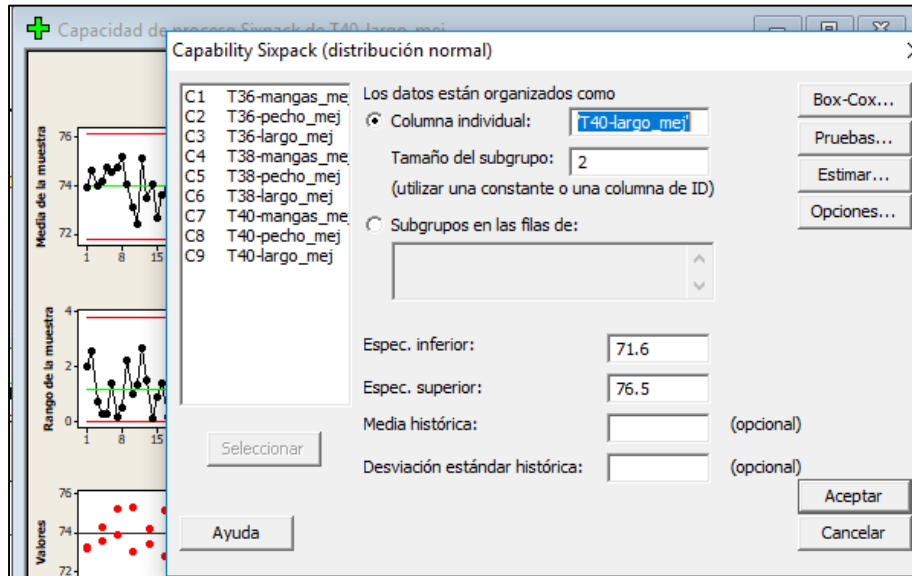 Capacidad de proceso Sixpack de T40-largo_mej
Capability Sixpack (distribución normal)
C1 T36-mangas_mej
C2 T36-pecho_mej
C3 T36-largo_mej
C4 T38-mangas_me
C5 T38-pecho_mej
C6 T38-largo_mej
C7 T40-mangas_me
C8 T40-pecho_mej
C9 T40-largo_mej
Seleccionar
Ayuda
Los datos están organizados como
Columna individual: 'T40-largo_mej'
Tamaño del subgrupo: 2
(utilizar una constante o una columna de ID)
Subgrupos en las filas de:
Espec. inferior: 71.6
Espec. superior: 76.5
Media histórica: (opcional)
Desviación estándar histórica: (opcional)
Box-Cox...
Pruebas...
Estimar...
Opciones...
Aceptar
Cancelar
Media de la muestra
76
74
72
1 8 15
Rango de la muestra
4
2
0
1 8 15
Valores
76
74
72